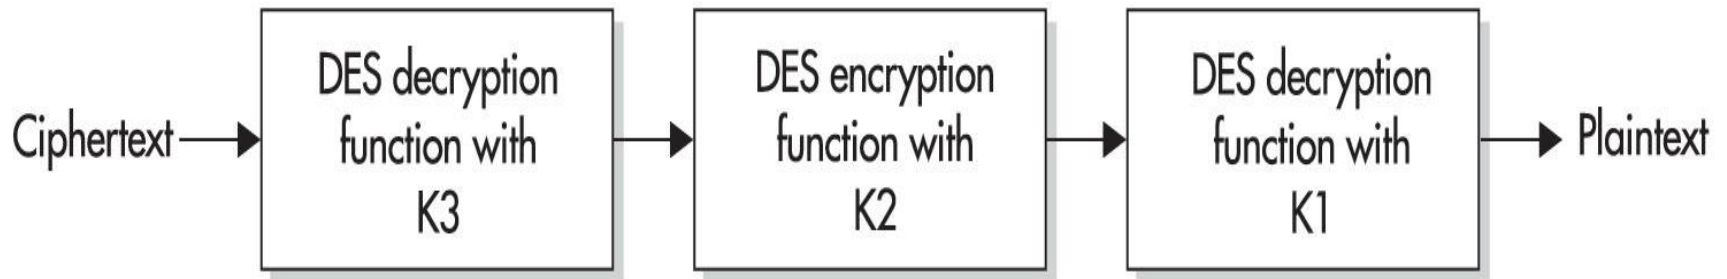 Ciphertext
DES decryption
function with
K3
DES encryption
function with
K2
DES decryption
function with
K1
Plaintext